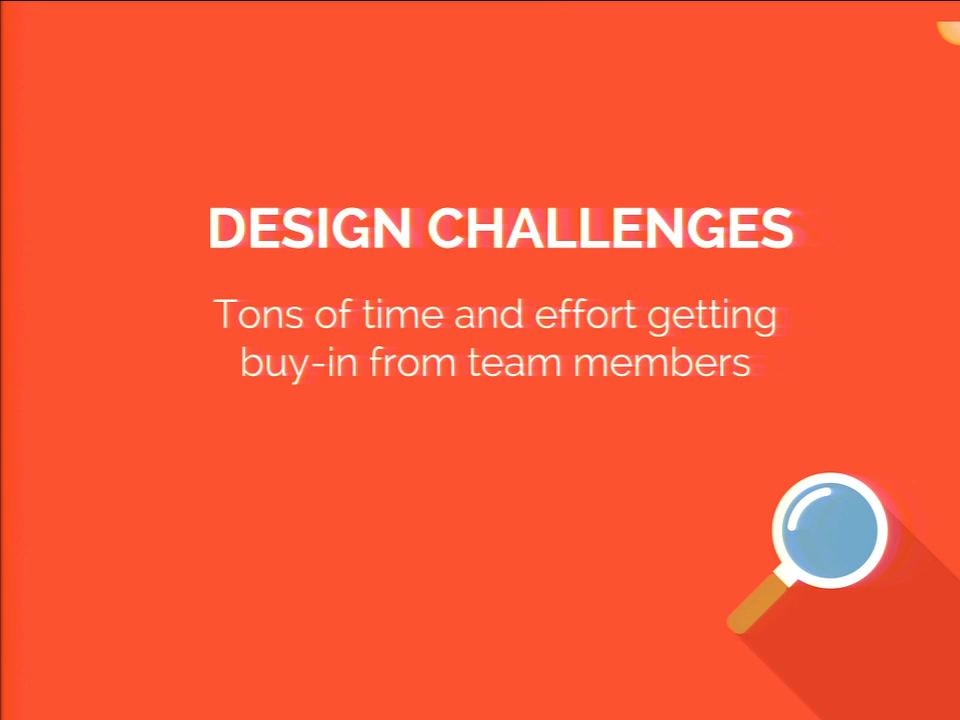 DESIGN CHALLENGES
Tons of time and effort getting
buy-in from team members